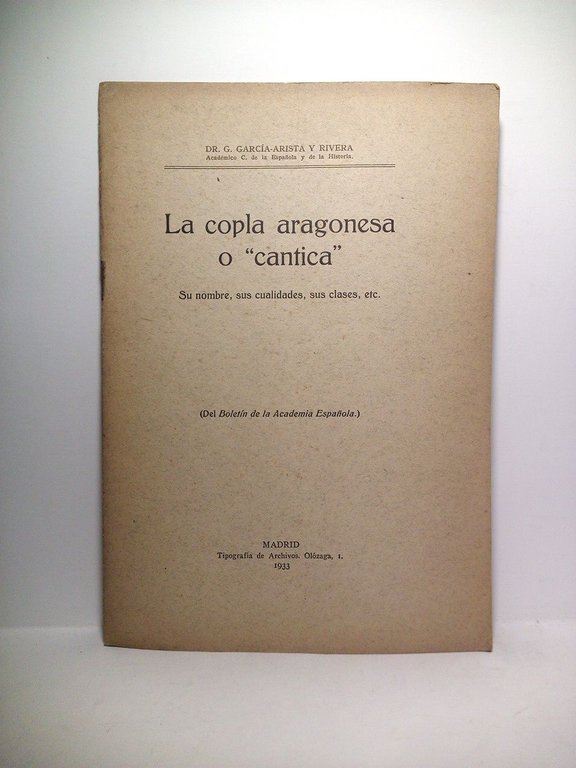 DR. G. GARCÍA-ARISTA Y RIVERA
Académico C. de la Española y de la Historia.
La copla aragonesa
o “cantica”
Su nombre, sus cualidades, sus clases, etc.
(Del Boletín de la Academia Española.)
MADRID
Tipografía de Archivos. Olózaga, 1.
1933